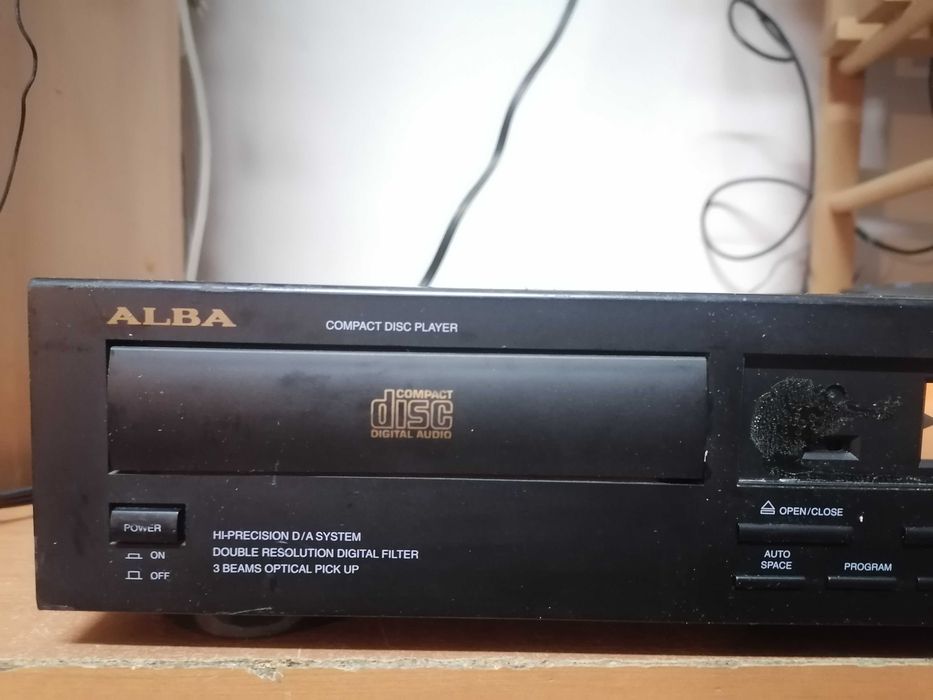 ALBA
COMPACT DISC PLAYER
COMPACT
disc
DIGITAL AUDIO
OPEN/CLOSE
POWER
HI-PRECISION D/A SYSTEM
ON
DOUBLE RESOLUTION DIGITAL FILTER
OFF
3 BEAMS OPTICAL PICK UP
AUTO
SPACE
PROGRAM